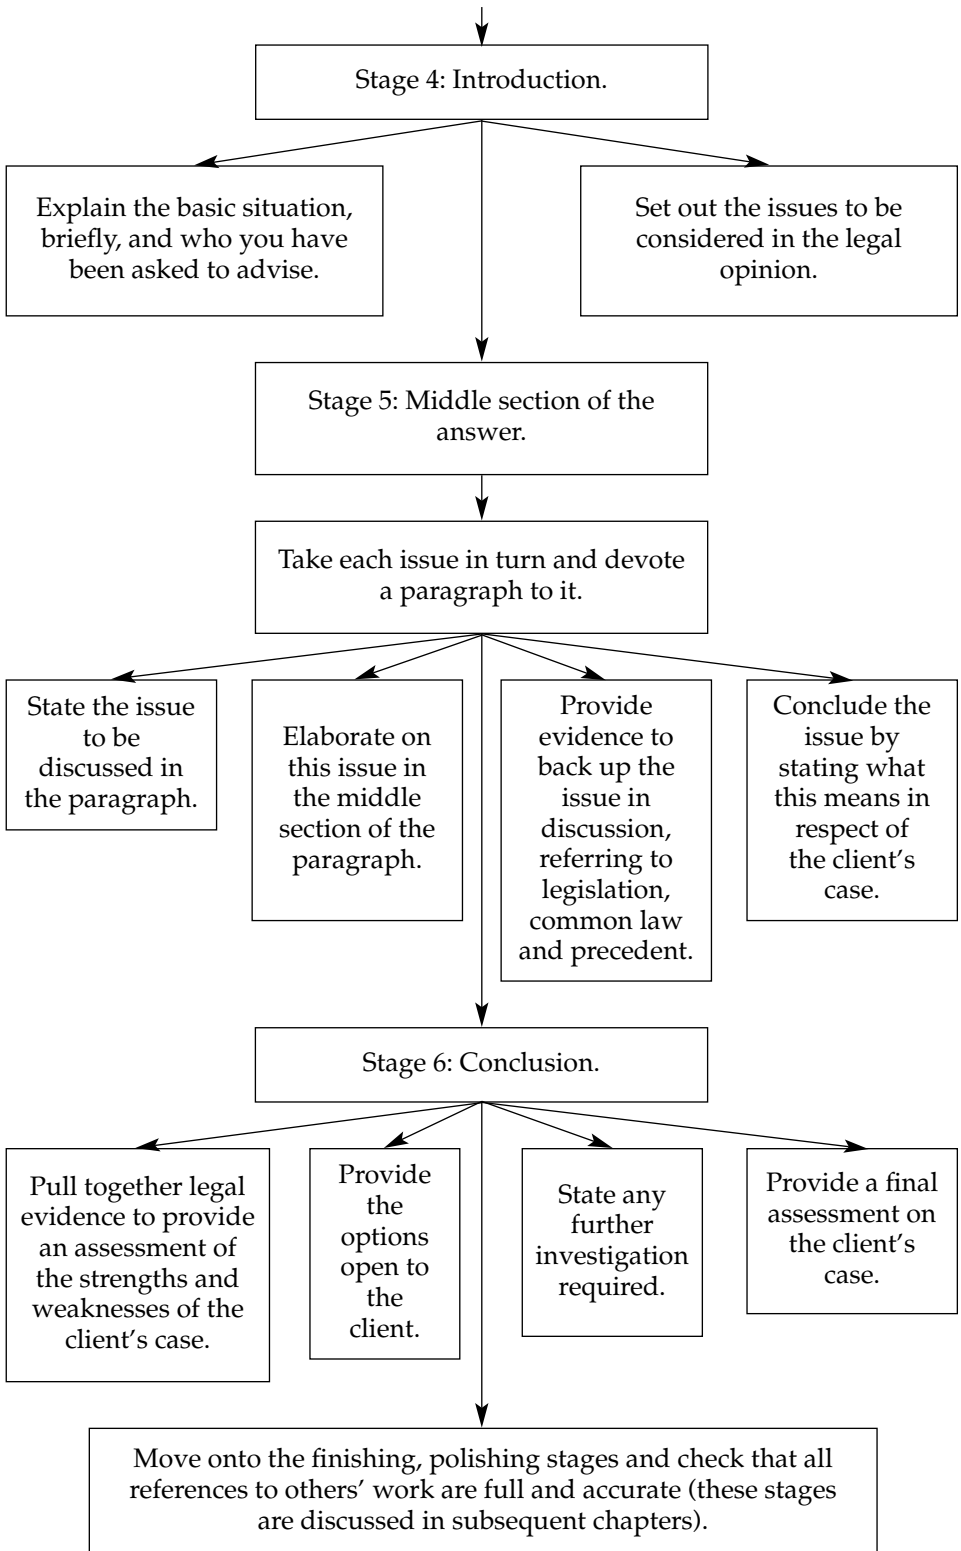 Stage 4: Introduction.
Explain the basic situation,
briefly, and who you have
been asked to advise.
Set out the issues to be
considered in the legal
opinion.
Stage 5: Middle section of the
answer.
Take each issue in turn and devote
a paragraph to it.
State the issue
to be
discussed in
the paragraph.
Elaborate on
this issue in
the middle
section of the
paragraph.
Provide
evidence to
back up the
issue in
discussion,
referring to
legislation,
common law
and precedent.
Conclude the
issue by
stating what
this means in
respect of
the client’s
case.
Stage 6: Conclusion.
Pull together legal
evidence to provide
an assessment of
the strengths and
weaknesses of the
client’s case.
Provide
the
options
open to
the
client.
State any
further
investigation
required.
Provide a final
assessment on
the client’s
case.
Move onto the finishing, polishing stages and check that all
references to others’ work are full and accurate (these stages
are discussed in subsequent chapters).